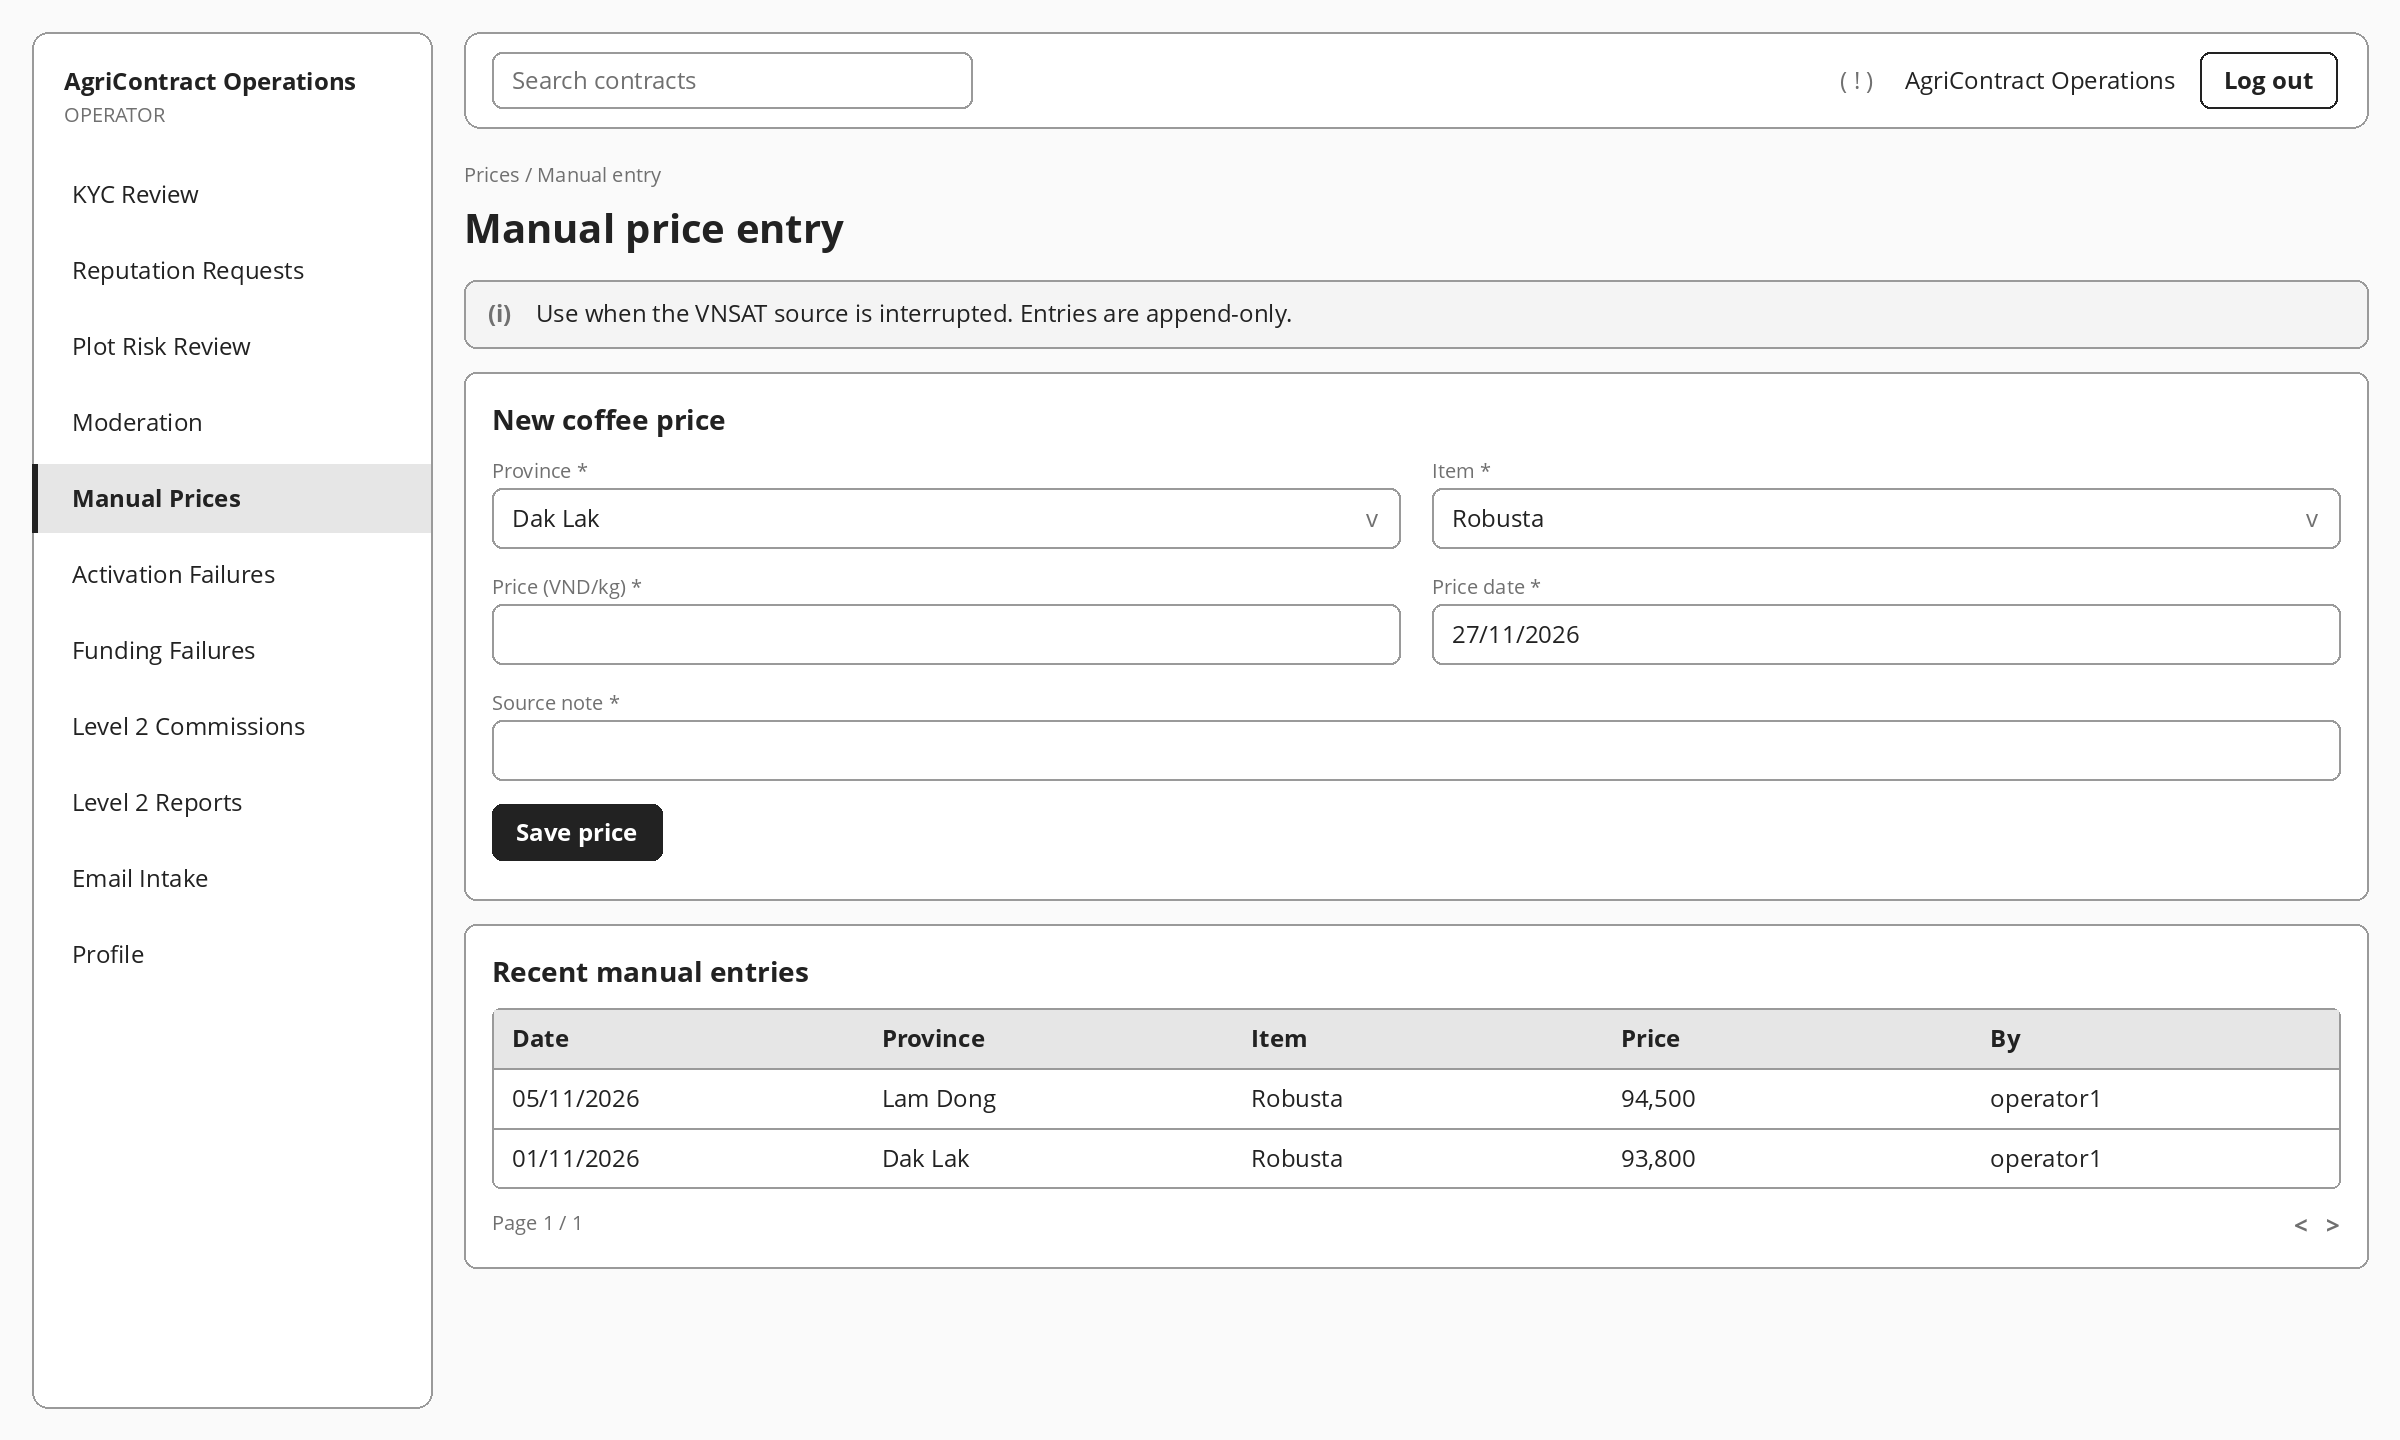 AgriContract Operations
OPERATOR
KYC Review
Reputation Requests
Plot Risk Review
Moderation
Manual Prices
Activation Failures
Funding Failures
Level 2 Commissions
Level 2 Reports
Email Intake
Profile
Search contracts
( ! ) AgriContract Operations Log out
Prices / Manual entry
Manual price entry
(i) Use when the VNSAT source is interrupted. Entries are append-only.
New coffee price
Province * Item *
Dak Lak v Robusta v
Price (VND/kg) * Price date *
27/11/2026
Source note *
Save price
Recent manual entries
Date Province Item Price By
05/11/2026 Lam Dong Robusta 94,500 operator1
01/11/2026 Dak Lak Robusta 93,800 operator1
Page 1 / 1 < >